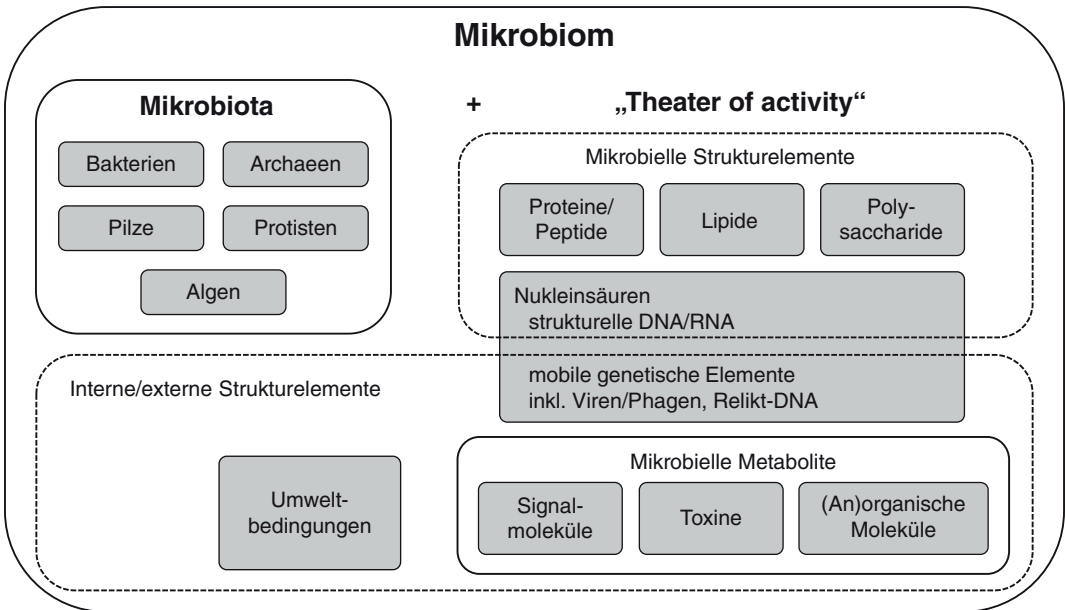 Mikrobiom
Mikrobiota
+
„Theater of activity“
Bakterien
Archaeen
Pilze
Protisten
Algen
Mikrobielle Strukturelemente
Proteine/
Peptide
Lipide
Poly-
saccharide
Nukleinsäuren
strukturelle DNA/RNA
mobile genetische Elemente
inkl. Viren/Phagen, Relikt-DNA
Interne/externe Strukturelemente
Umwelt-
bedingungen
Mikrobielle Metabolite
Signal-
moleküle
Toxine
(An)organische
Moleküle